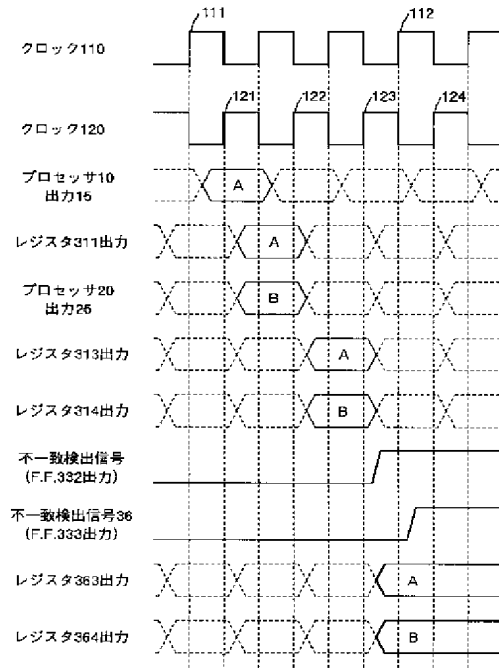 111
112
クロック110
121
122
123
124
クロック120
プロセッサ10
出力15
A
レジスタ311出力
A
プロセッサ20
出力25
B
レジスタ313出力
A
レジスタ314出力
B
不一致検出信号
(F.F.332出力)
不一致検出信号36
(F.F.333出力)
レジスタ363出力
A
レジスタ364出力
B